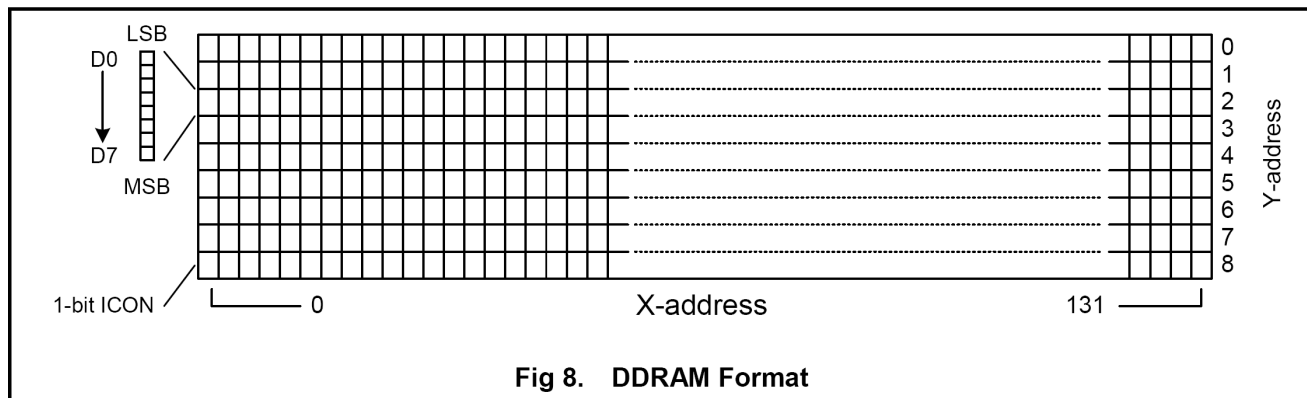 LSB
D0
D7
MSB
1-bit ICON
0
1
2
3
4
5
6
7
8
Y-address
0
X-address
131
Fig 8. DDRAM Format